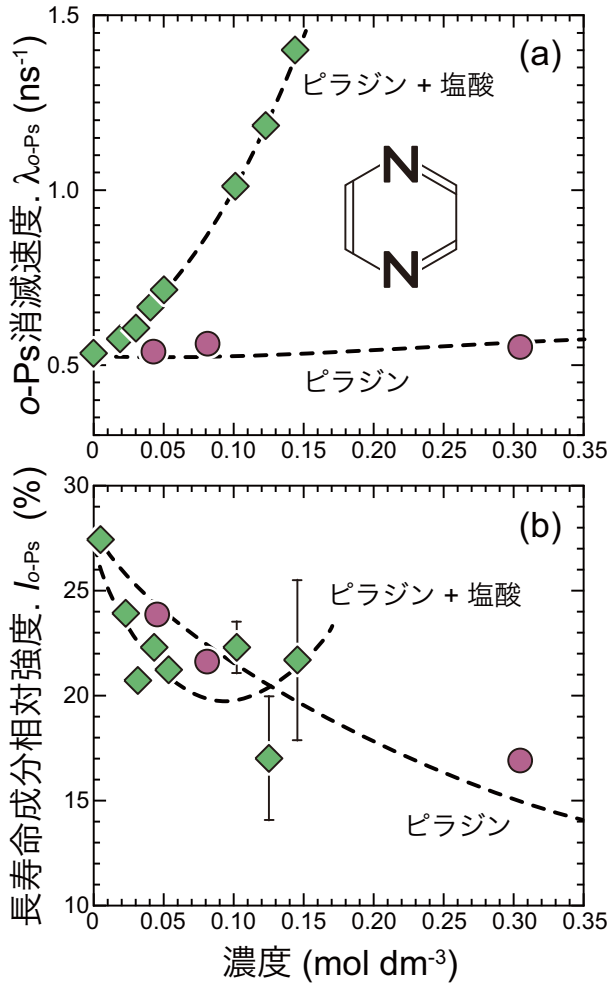 1.5
(a)
ピラジン + 塩酸
N
1.0
N
0.5
ピラジン
o-Ps消滅速度. λo-Ps (ns-1)
0 0.05 0.10 0.15 0.20 0.25 0.30 0.35
30
(b)
25
ピラジン + 塩酸
20
15
ピラジン
10
長寿命成分相対強度. Io-Ps (%)
0 0.05 0.10 0.15 0.20 0.25 0.30 0.35
濃度 (mol dm-3)